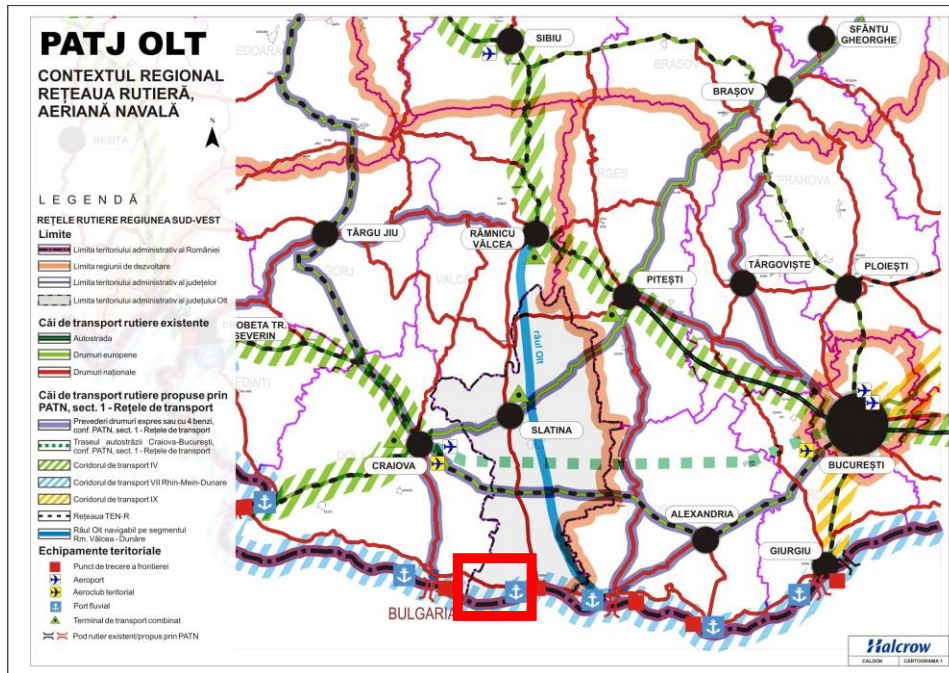 PATJ OLT
CONTEXTUL REGIONAL
REȚEAUA RUTIERĂ,
AERIANĂ NAVALĂ
N
REȘIȚA
LEGENDĂ
REȚELE RUTIERE REGIUNEA SUD-VEST
Limite
Limita teritoriului administrativ al României
Limita regiunii de dezvoltare
Limita teritoriului administrativ al județelor
Limita teritoriului administrativ al județului Olt
Căi de transport rutiere existente
Autostrada
Drumuri europene
Drumuri naționale
Căi de transport rutiere propuse prin
PATN, sect. 1 - Rețele de transport
Prevederi drumuri expres sau cu 4 benzi,
conf. PATN, sect. 1 - Rețele de transport
Traseul autostrăzii Craiova-București,
conf. PATN, sect. 1 - Rețele de transport
Coridorul de transport IV
Coridorul de transport VII Rhin-Mein-Dunare
Coridorul de transport IX
Rețeaua TEN-R
Râul Olt navigabil pe segmentul
Rm. Vâlcea - Dunăre
Echipamente teritoriale
Punct de trecere a frontierei
Aeroport
Aeroclub teritorial
Port fluvial
Terminal de transport combinat
Pod rutier existent/propus prin PATN
SIBIU
SFÂNTU
GHEORGHE
BRASOV
BRAȘOV
PRAHOVA
TÂRGU JIU
RÂMNICU
VÂLCEA
TÂRGOVIȘTE
PLOIEȘTI
PITEȘTI
GORJ
SEVERIN
râul Olt
SLATINA
CRAIOVA
BUCUREȘTI
ALEXANDRIA
GIURGIU
BULGARIA
Halcrow
CALDOK
CARTOGRAMA 1